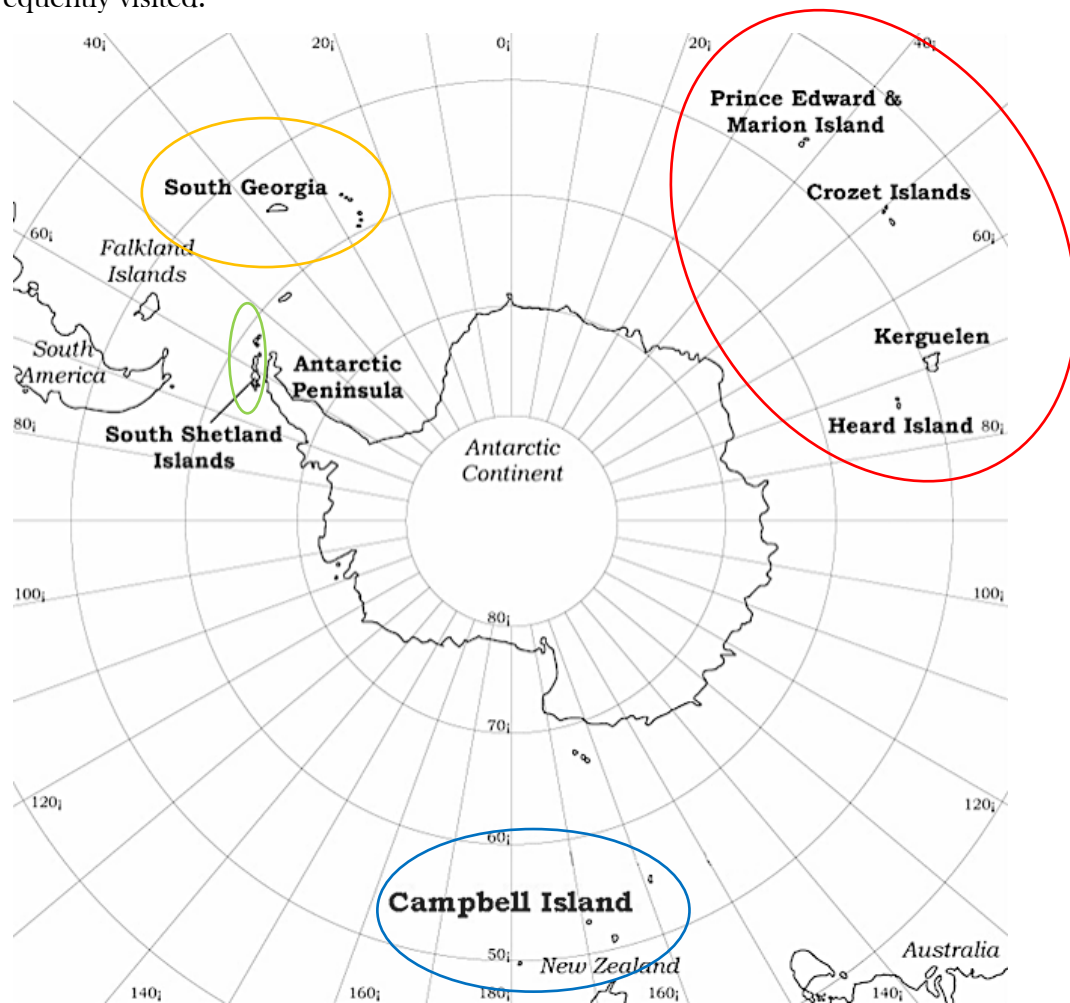 equently visited.
40¡ 20¡ 0¡ 20¡ 40¡
Prince Edward &
Marion Island
South Georgia
Crozet Islands
60¡ 60¡
Falkland
Islands
Kerguelen
South
America
Antarctic
Peninsula
Heard Island 80¡
80¡
South Shetland
Islands
Antarctic
Continent
100¡ 100¡
80¡
70¡
120¡ 120¡
60¡
Campbell Island
50¡ New Zealand
Australia
140¡ 160¡ 180¡ 160¡ 140¡